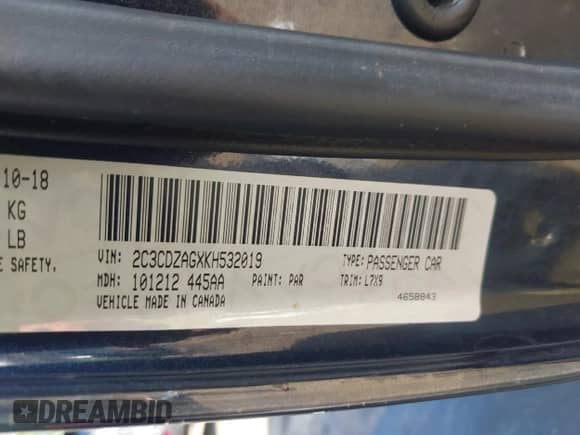 10-18
KG
LB
E SAFETY.
VIN: 2C3CDZAGXKH532019 TYPE: PASSENGER CAR
MDH: 101212 445AA PAINT: PAR TRIM: L7X9
VEHICLE MADE IN CANADA 4658843
DREAMBID